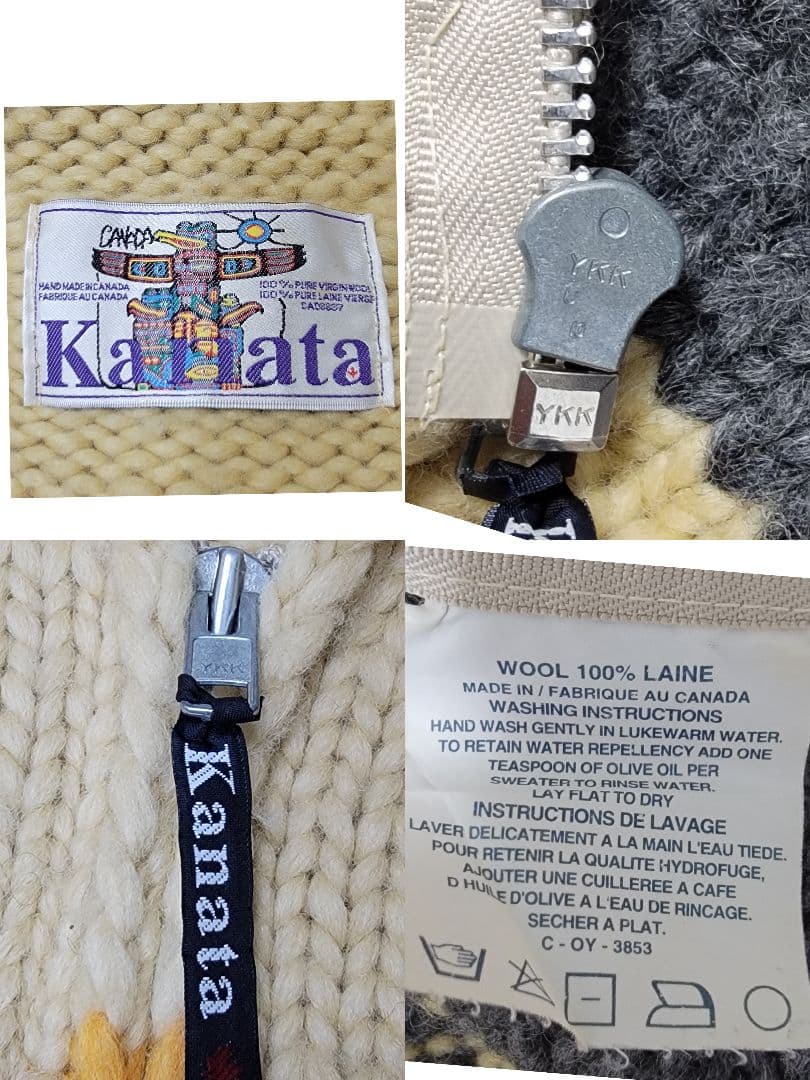 CANADA
HAND MADE IN CANADA
FABRIQUE AU CANADA
100 % PURE VIRGIN WOOL
100 % PURE LAINE VIERGE
Kanata
YKK
YKK
YKK
Kanata
WOOL 100% LAINE
MADE IN / FABRIQUE AU CANADA
WASHING INSTRUCTIONS
HAND WASH GENTLY IN LUKEWARM WATER.
TO RETAIN WATER REPELLENCY ADD ONE
TEASPOON OF OLIVE OIL PER
SWEATER TO RINSE WATER.
LAY FLAT TO DRY
INSTRUCTIONS DE LAVAGE
LAVER DELICATEMENT A LA MAIN L'EAU TIEDE.
POUR RETENIR LA QUALITE HYDROFUGE,
AJOUTER UNE CUILLEREE A CAFE
D HUILE D'OLIVE A L'EAU DE RINCAGE.
SECHER A PLAT.
C - OY - 3853